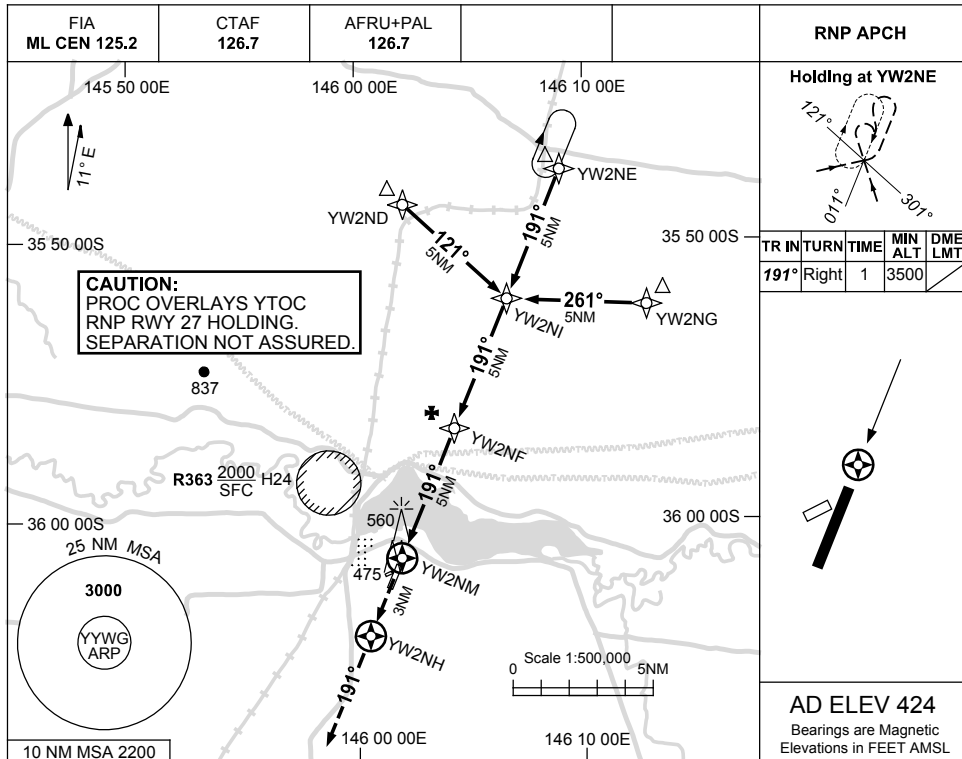 FIA
ML CEN 125.2
CTAF
126.7
AFRU+PAL
126.7
RNP APCH
145 50 00E
146 00 00E
146 10 00E
11° E
Holding at YW2NE
121°
011°
301°
TR IN TURN TIME MIN ALT DME LMT
191° Right 1 3500
YW2NE
YW2ND
191°
5NM
121°
5NM
35 50 00S
35 50 00S
CAUTION:
PROC OVERLAYS YTOC
RNP RWY 27 HOLDING.
SEPARATION NOT ASSURED.
261°
5NM
YW2NG
YW2NI
191°
5NM
837
YW2NF
R363 2000 H24
SFC
191°
5NM
36 00 00S
36 00 00S
560
475
YW2NM
3NM
YW2NH
191°
25 NM MSA
3000
YYWG
ARP
10 NM MSA 2200
Scale 1:500,000
0
5NM
146 00 00E
146 10 00E
AD ELEV 424
Bearings are Magnetic
Elevations in FEET AMSL